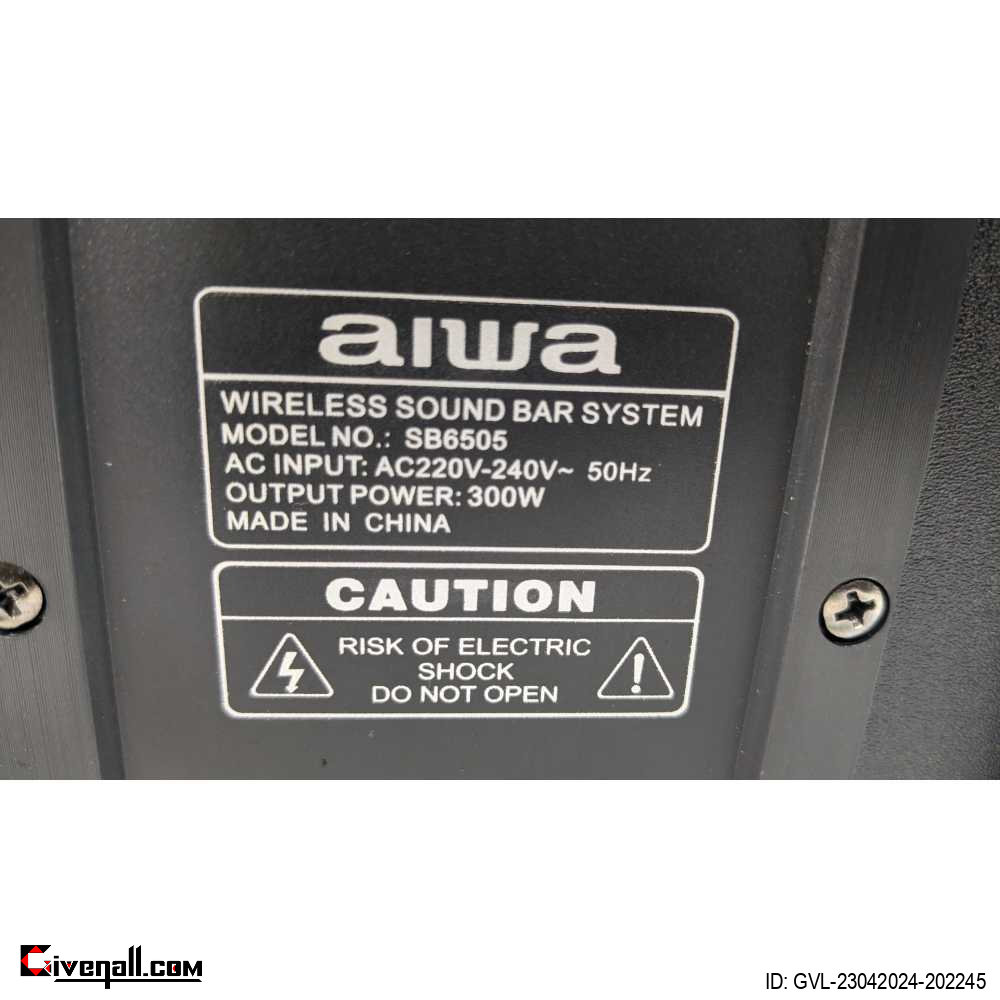 aiwa
WIRELESS SOUND BAR SYSTEM
MODEL NO.: SB6505
AC INPUT: AC220V-240V~ 50Hz
OUTPUT POWER: 300W
MADE IN CHINA
CAUTION
RISK OF ELECTRIC
SHOCK
DO NOT OPEN
Givenall.com
ID: GVL-23042024-202245